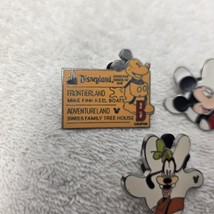 Disneyland
FRONTIERLAND
MIKE FINK KEEL BOATS
ADVENTURELAND
SWISS FAMILY TREE HOUSE
B